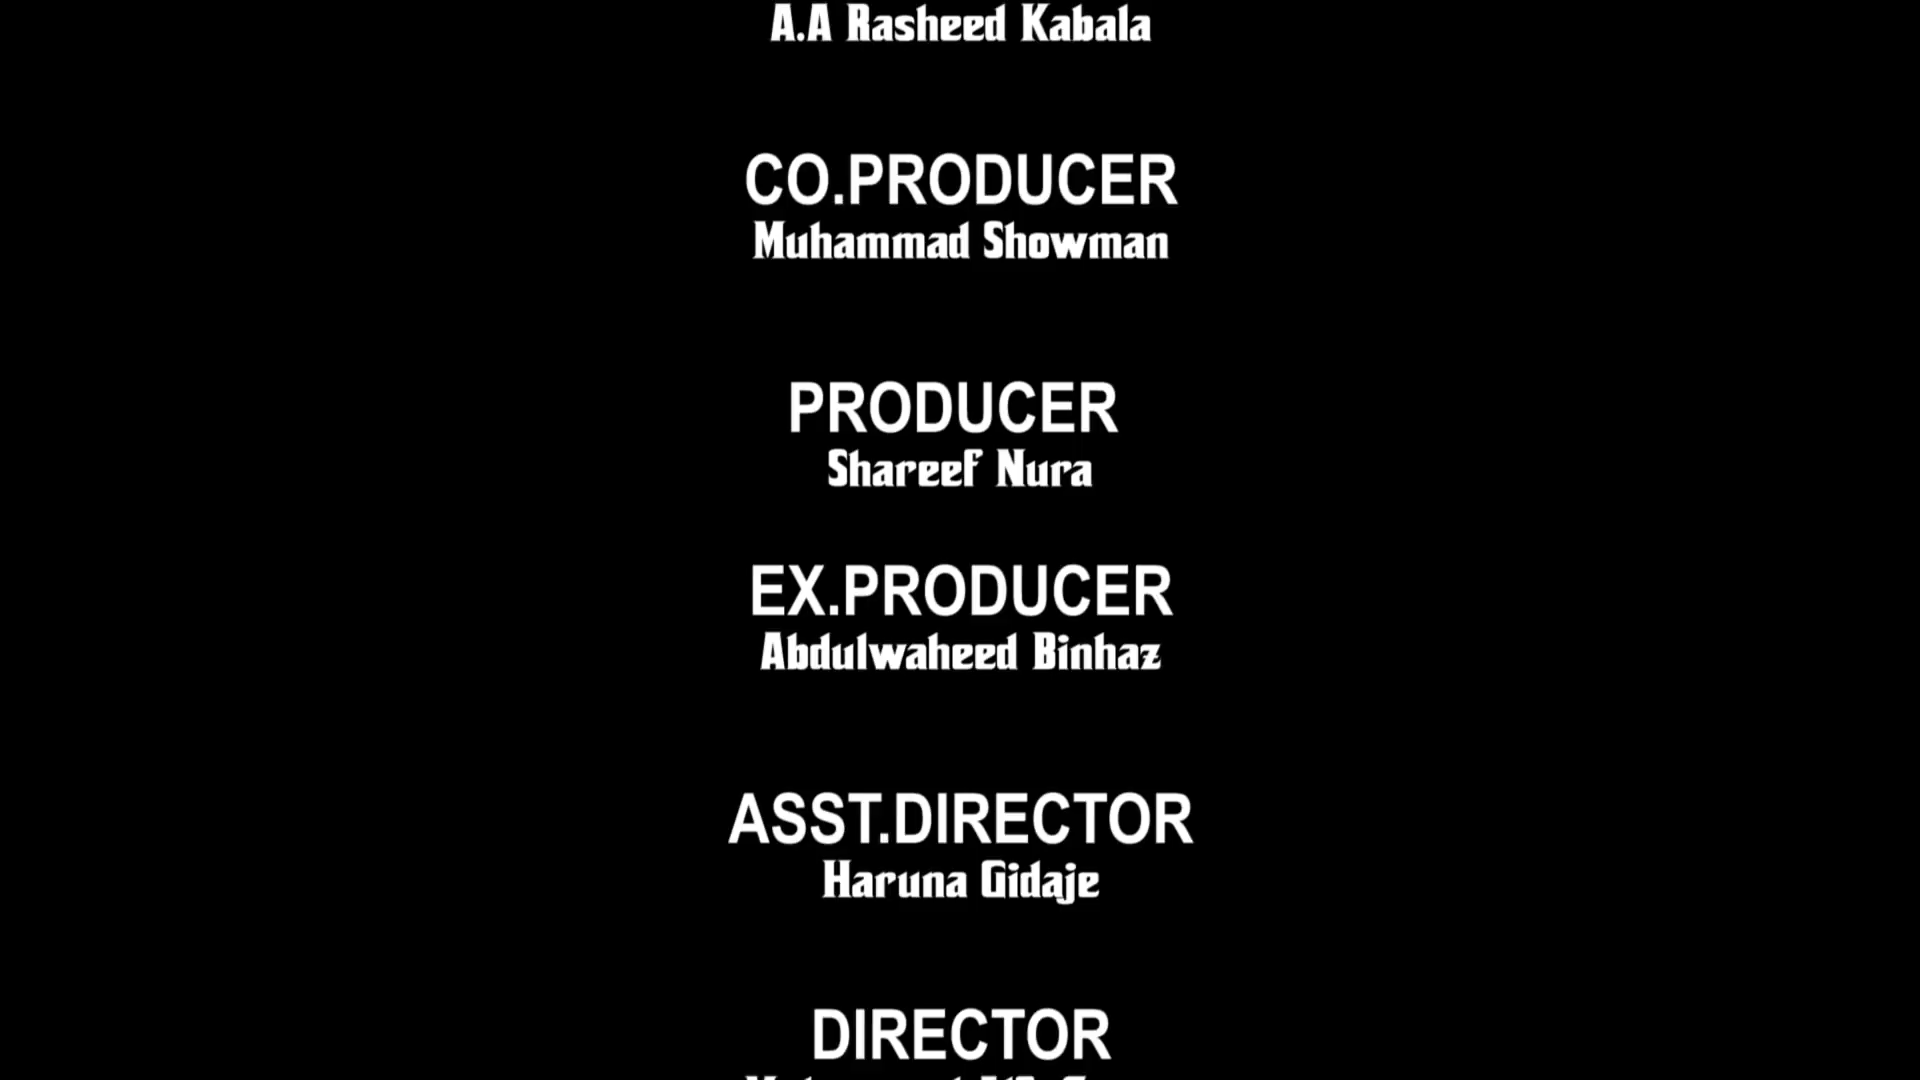 A.A Rasheed Kabala
CO.PRODUCER
Muhammad Showman
PRODUCER
Shareef Nura
EX.PRODUCER
Abdulwaheed Binhaz
ASST.DIRECTOR
Haruna Gidaje
DIRECTOR